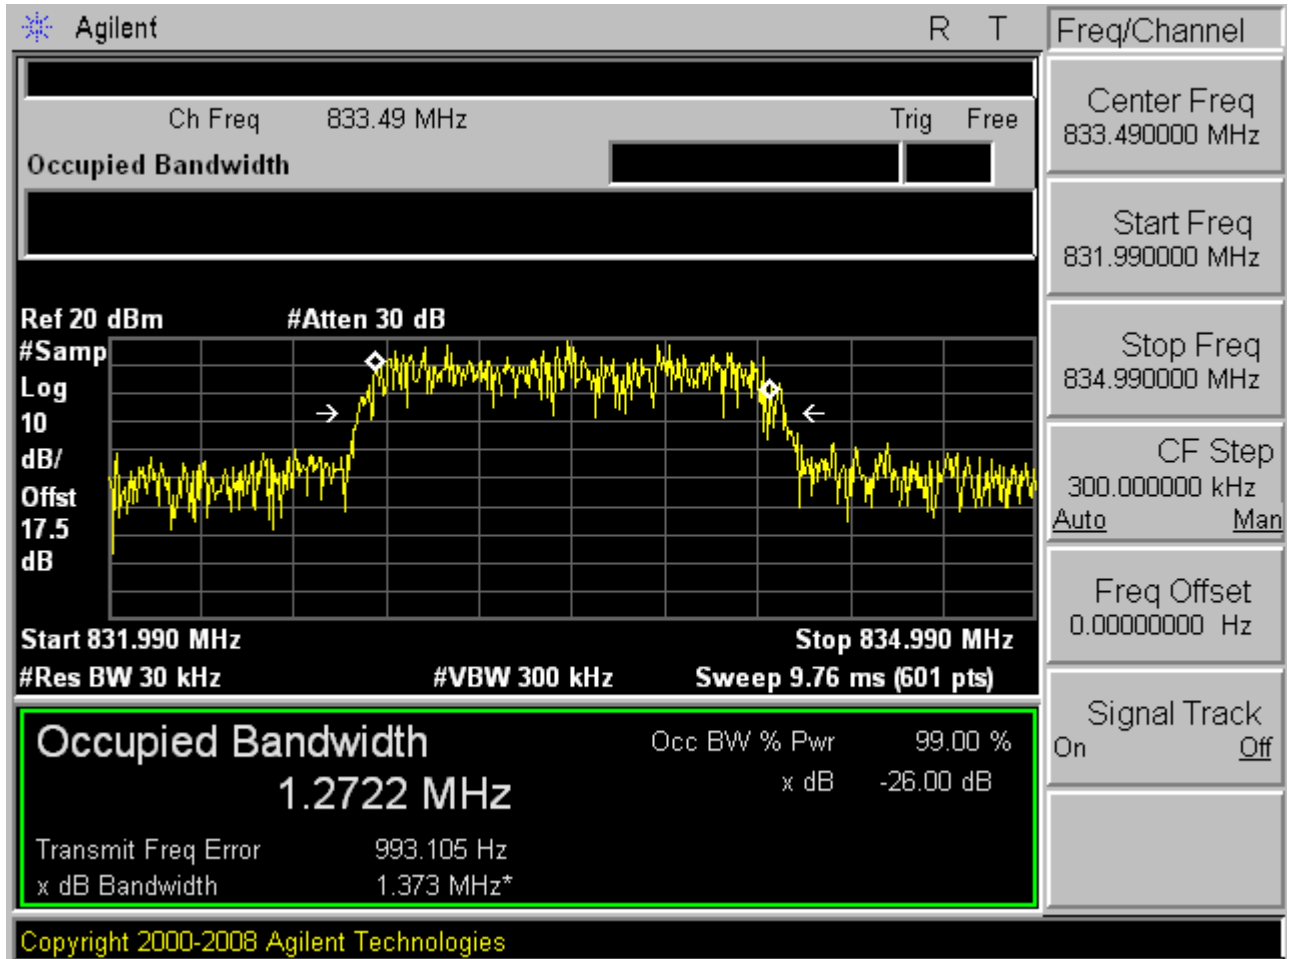 Agilent R T
Freq/Channel
Ch Freq 833.49 MHz Trig Free
Occupied Bandwidth
Center Freq
833.490000 MHz
Start Freq
831.990000 MHz
Stop Freq
834.990000 MHz
CF Step
300.000000 kHz
Auto Man
Freq Offset
0.00000000 Hz
Signal Track
On Off
Ref 20 dBm #Atten 30 dB
#Samp
Log
10
dB/
Offst
17.5
dB
Start 831.990 MHz Stop 834.990 MHz
#Res BW 30 kHz #VBW 300 kHz Sweep 9.76 ms (601 pts)
Occupied Bandwidth Occ BW % Pwr 99.00 %
1.2722 MHz x dB -26.00 dB
Transmit Freq Error 993.105 Hz
x dB Bandwidth 1.373 MHz*
Copyright 2000-2008 Agilent Technologies